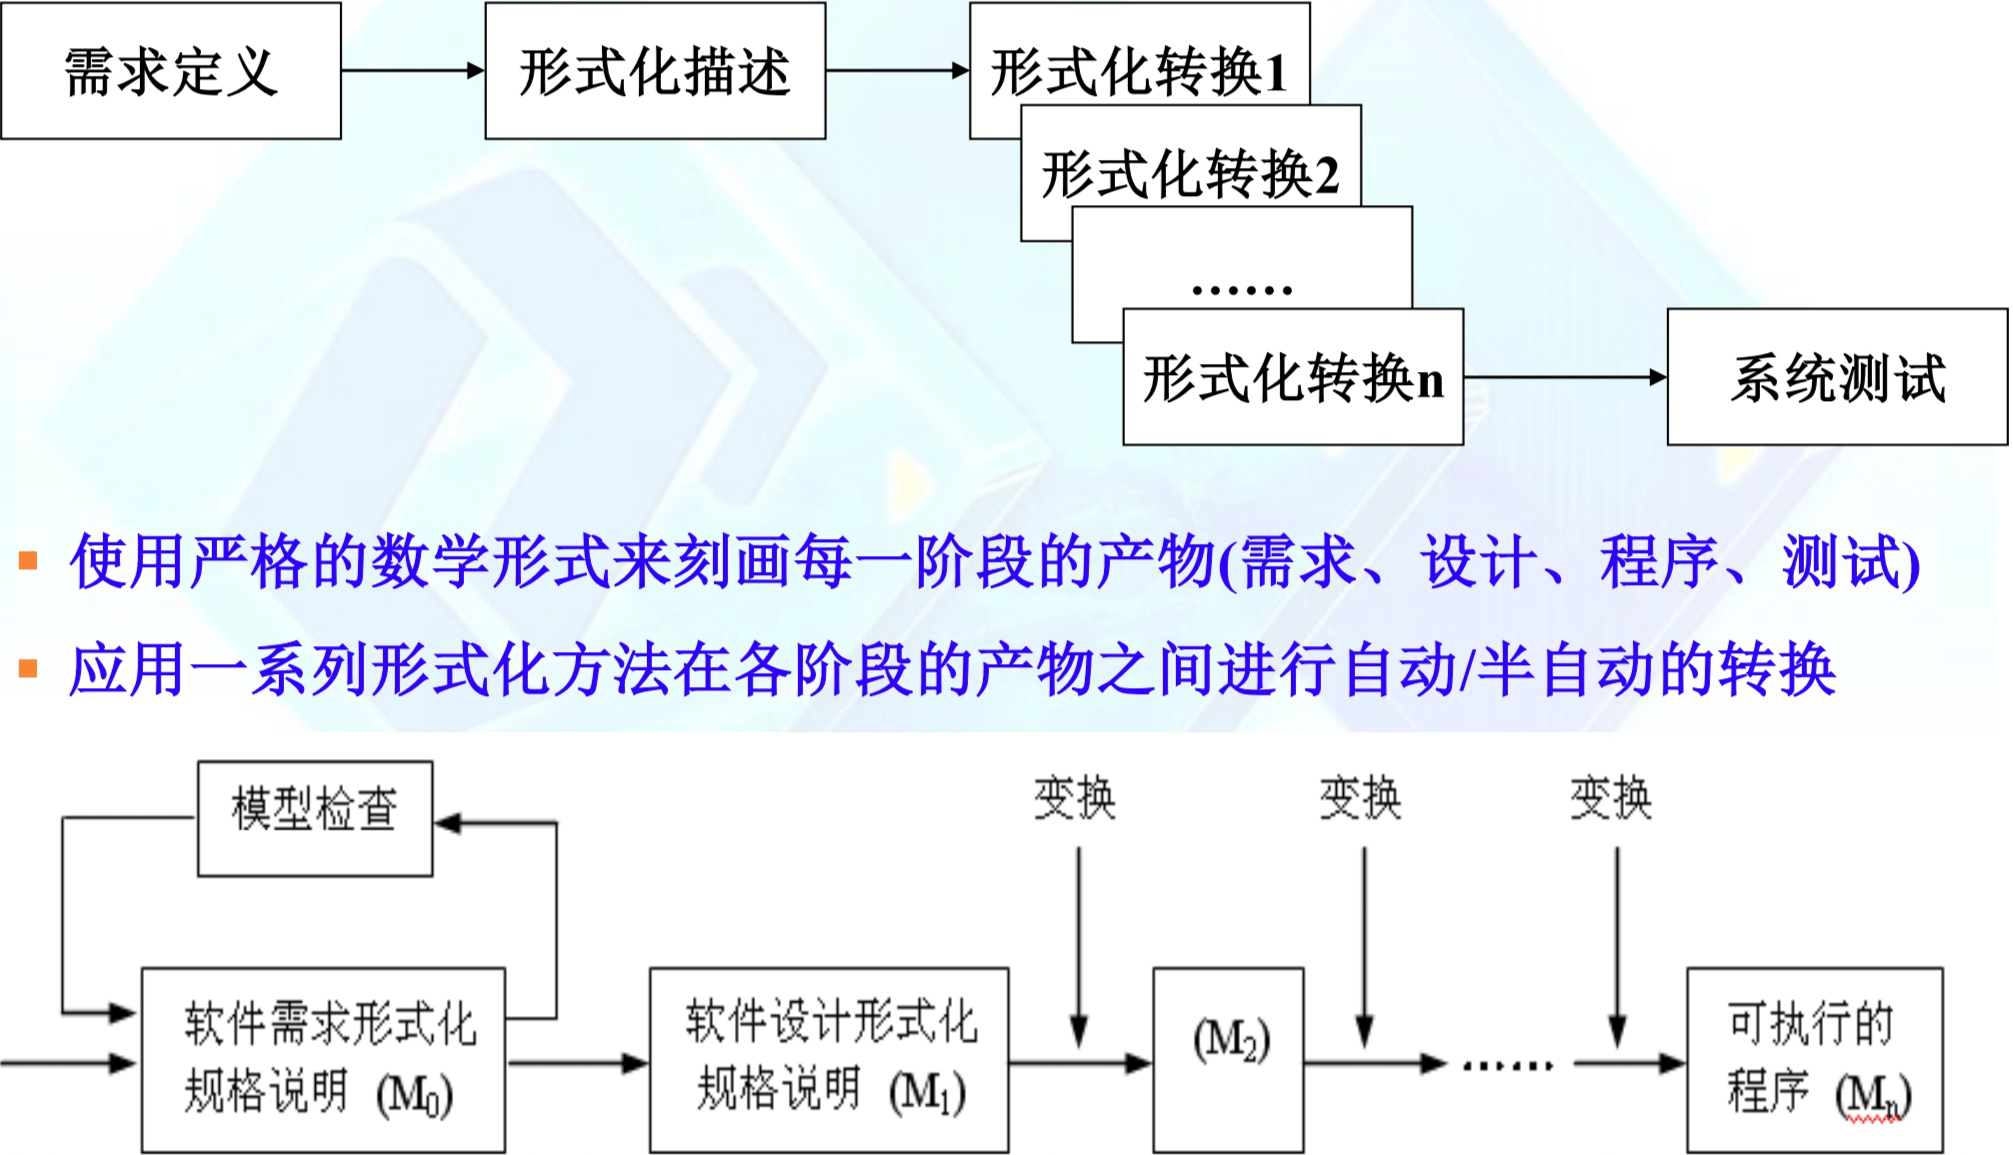 需求定义
形式化描述
形式化转换1
形式化转换2
......
形式化转换n
系统测试
使用严格的数学形式来刻画每一阶段的产物(需求、设计、程序、测试)
应用一系列形式化方法在各阶段的产物之间进行自动/半自动的转换
模型检查
变换
变换
变换
软件需求形式化
规格说明 (M₀)
软件设计形式化
规格说明 (M₁)
(M₂)
......
可执行的
程序 (Mₙ)